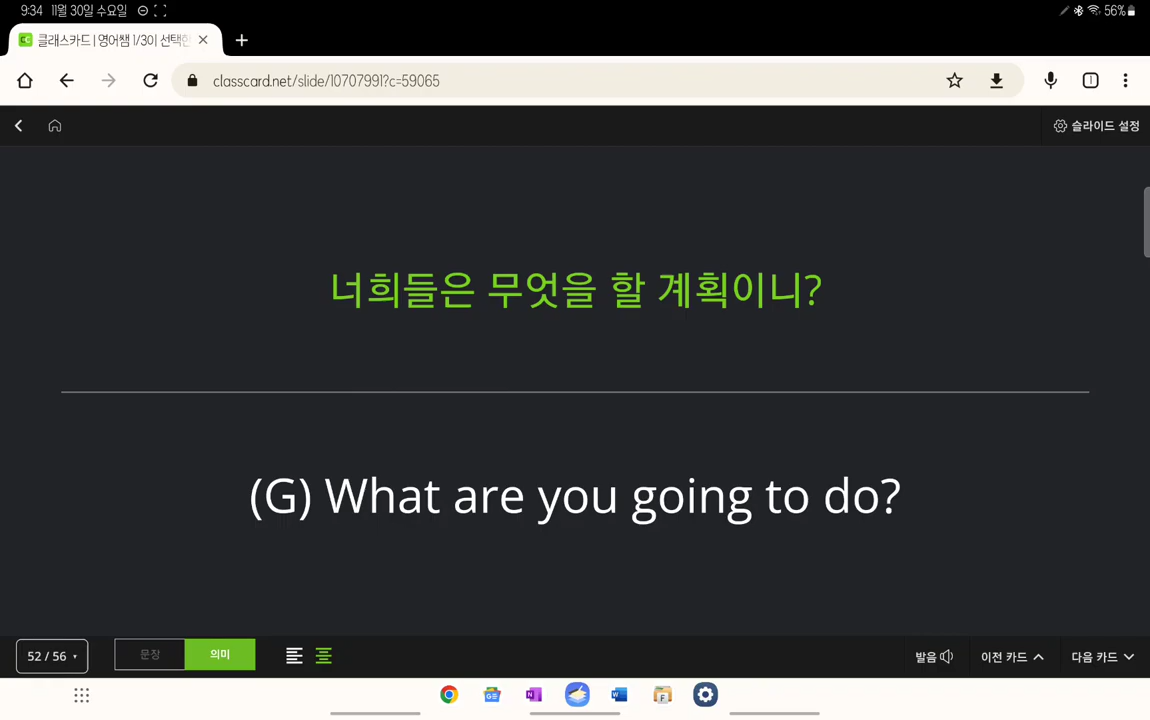 9:34 11월 30일 수요일
56%
클래스카드 | 영어쌤 1/3이 선택한
classcard.net/slide/10707991?c=59065
슬라이드 설정
너희들은 무엇을 할 계획이니?
(G) What are you going to do?
52 / 56
문장
의미
발음
이전 카드
다음 카드